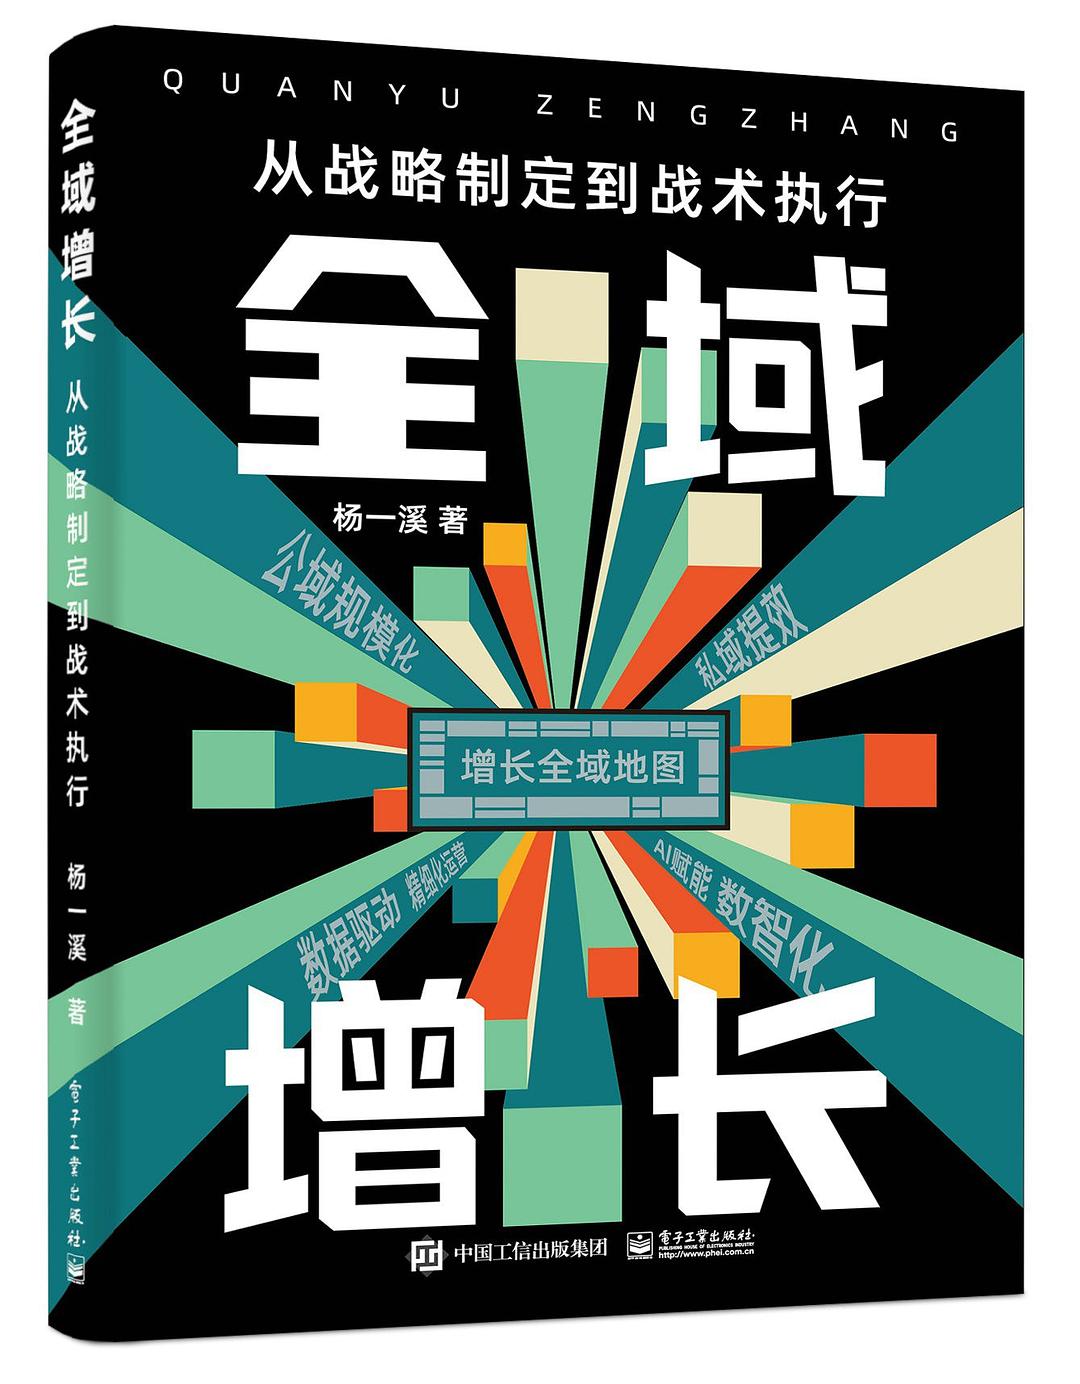 QUANYU ZENGZHANG
从战略制定到战术执行
全域
杨一溪 著
公域规模化
私域提效
增长全域地图
数据驱动 精细化运营
AI赋能 数智化
增长
中国工信出版集团
电子工业出版社
PUBLISHING HOUSE OF ELECTRONICS INDUSTRY
http://www.phei.com.cn
全域增长
从战略制定到战术执行
杨一溪 著
电子工业出版社